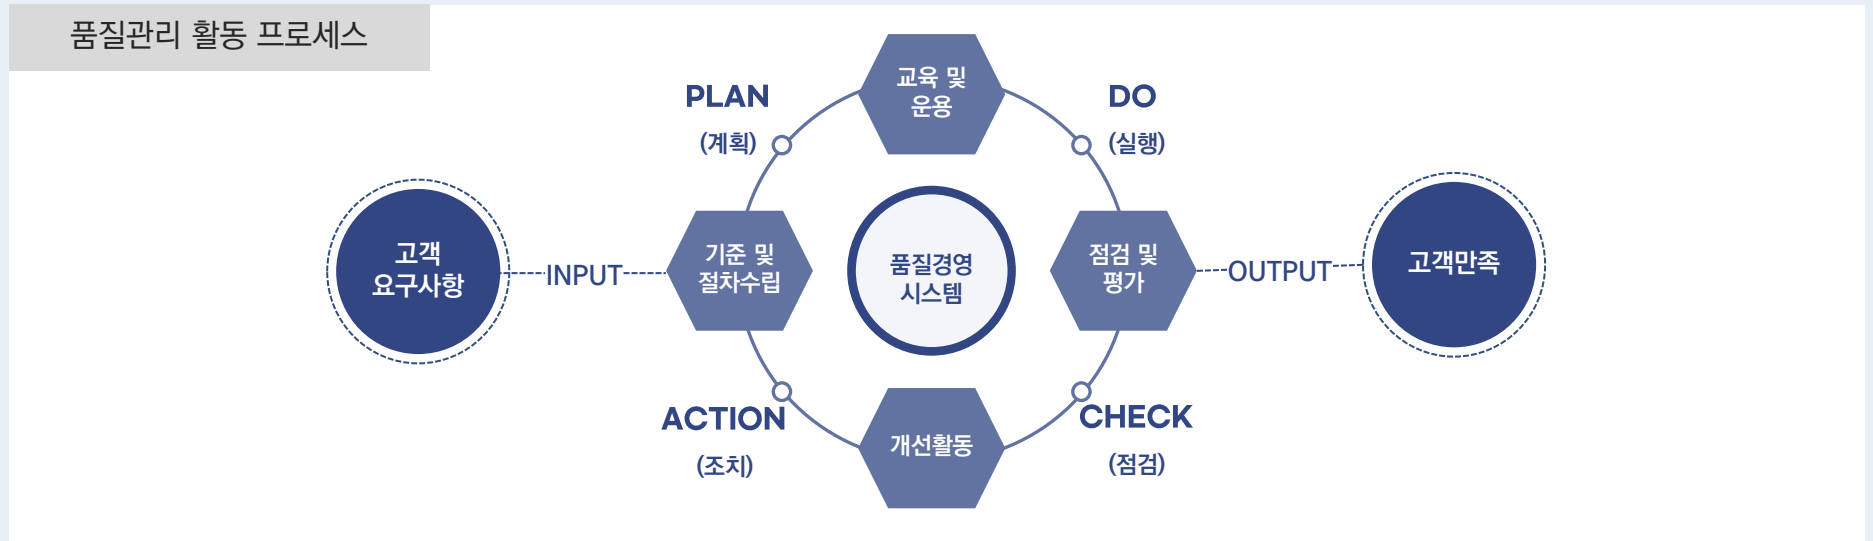 품질관리 활동 프로세스
PLAN
(계획)
교육 및
운용
DO
(실행)
고객
요구사항
INPUT
기준 및
절차수립
품질경영
시스템
점검 및
평가
OUTPUT
고객만족
ACTION
(조치)
개선활동
CHECK
(점검)